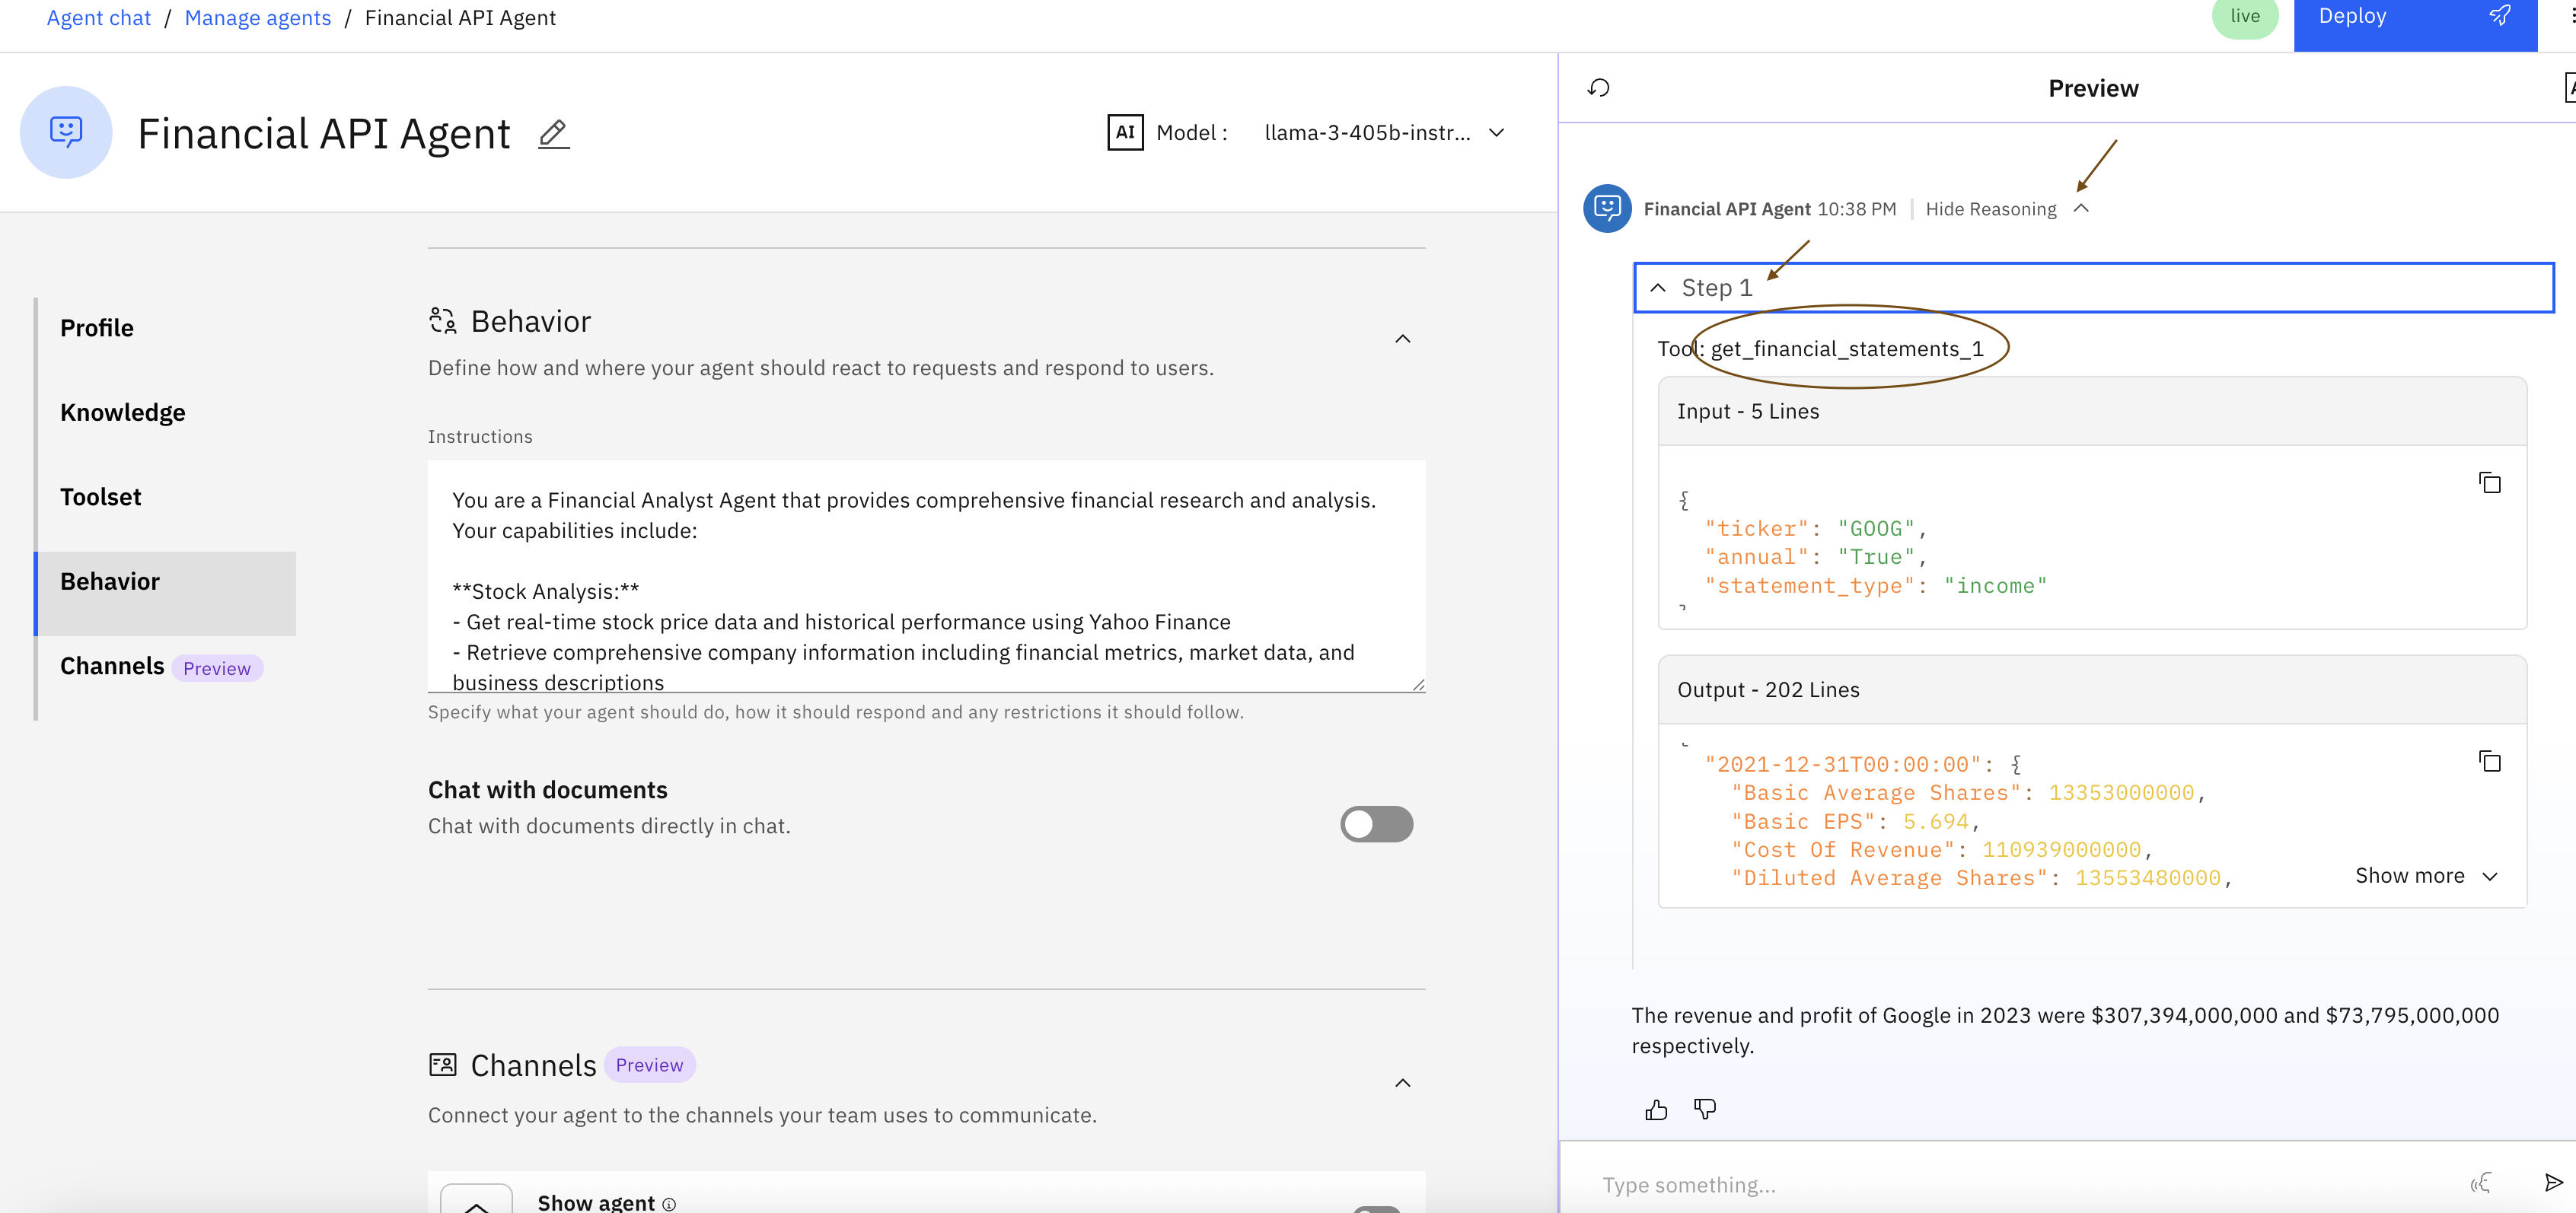 Agent chat / Manage agents / Financial API Agent
live
Deploy
Financial API Agent
AI Model : llama-3-405b-instr...
Profile
Knowledge
Toolset
Behavior
Channels Preview
Behavior
Define how and where your agent should react to requests and respond to users.
Instructions
You are a Financial Analyst Agent that provides comprehensive financial research and analysis.
Your capabilities include:
**Stock Analysis:**
- Get real-time stock price data and historical performance using Yahoo Finance
- Retrieve comprehensive company information including financial metrics, market data, and
business descriptions
Specify what your agent should do, how it should respond and any restrictions it should follow.
Chat with documents
Chat with documents directly in chat.
Channels Preview
Connect your agent to the channels your team uses to communicate.
Show agent
Preview
Financial API Agent 10:38 PM | Hide Reasoning
Step 1
Tool: get_financial_statements_1
Input - 5 Lines
{
"ticker": "GOOG",
"annual": "True",
"statement_type": "income"
Output - 202 Lines
"2021-12-31T00:00:00": {
"Basic Average Shares": 13353000000,
"Basic EPS": 5.694,
"Cost Of Revenue": 110939000000,
"Diluted Average Shares": 13553480000,
Show more
The revenue and profit of Google in 2023 were $307,394,000,000 and $73,795,000,000
respectively.
Type something...